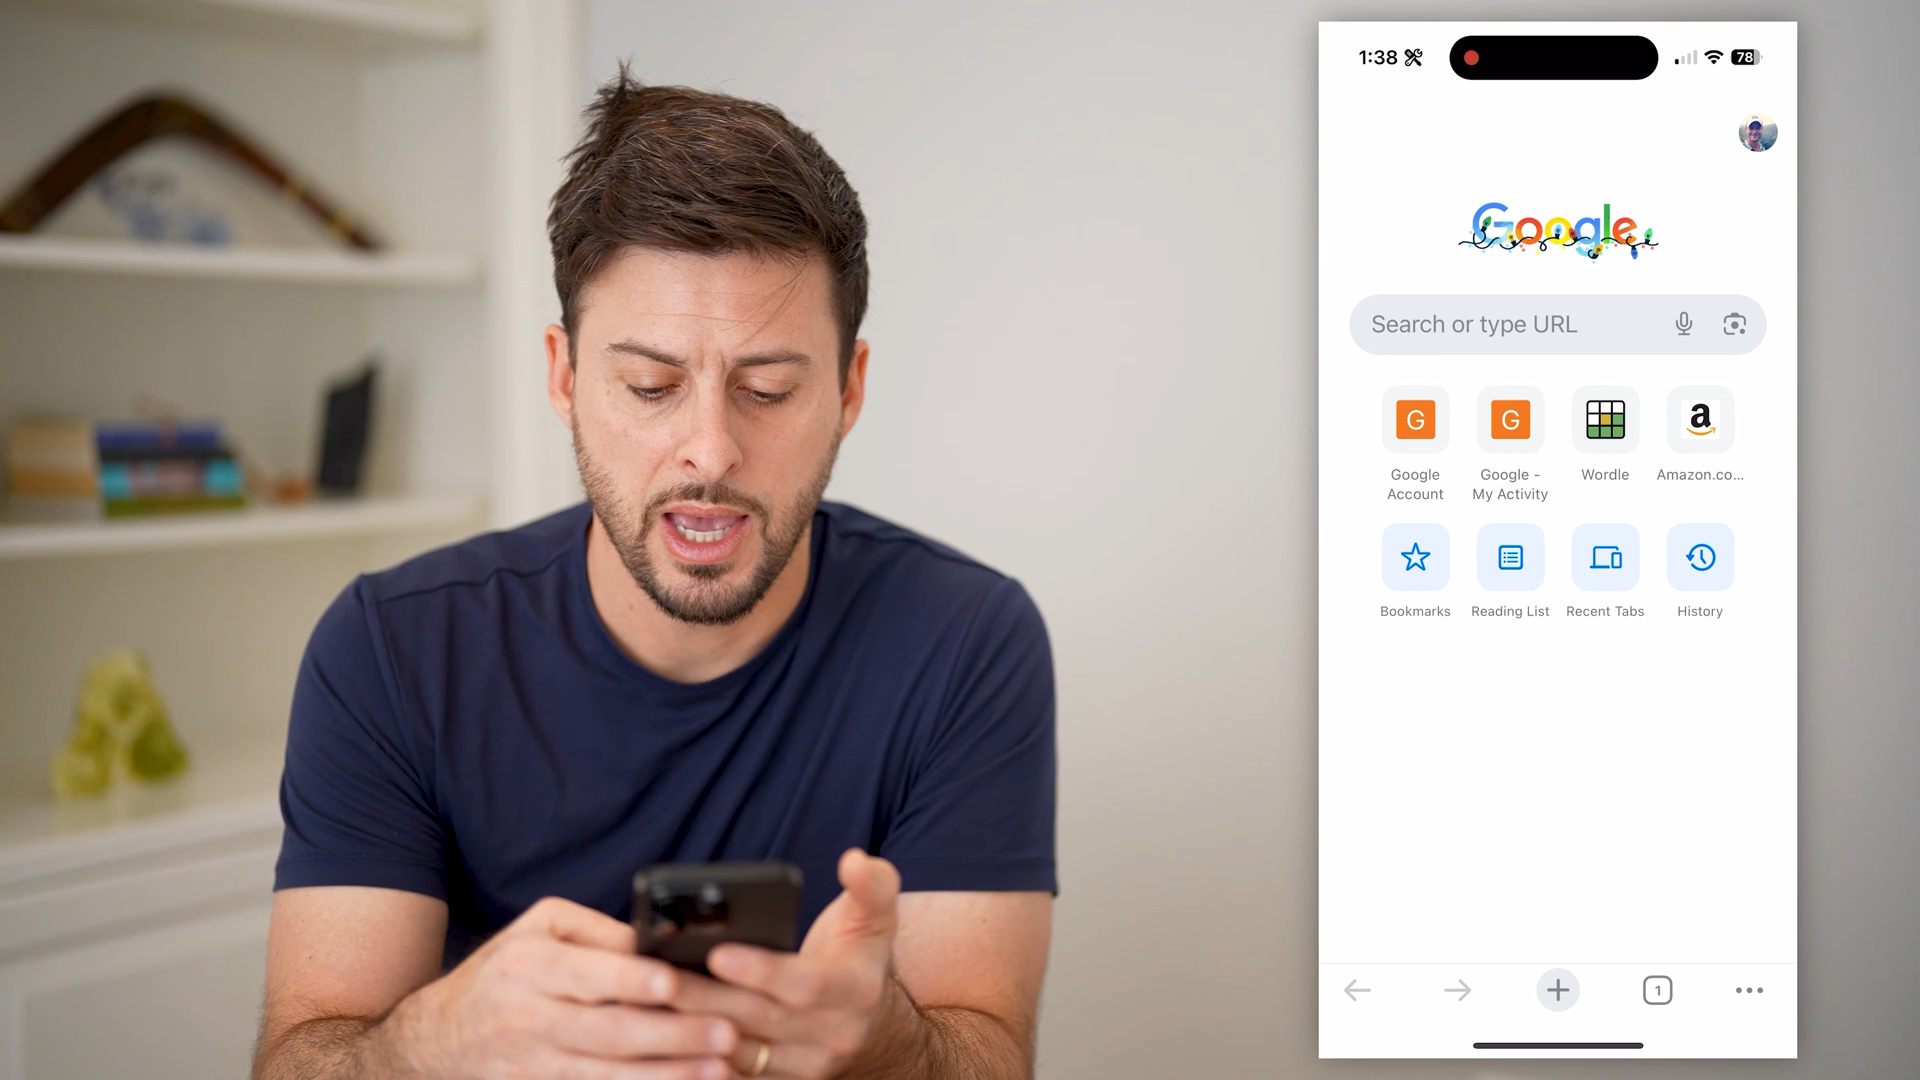 1:38
78
Google
Search or type URL
G
G
a
Google
Account
Google -
My Activity
Wordle
Amazon.co...
Bookmarks
Reading List
Recent Tabs
History
1